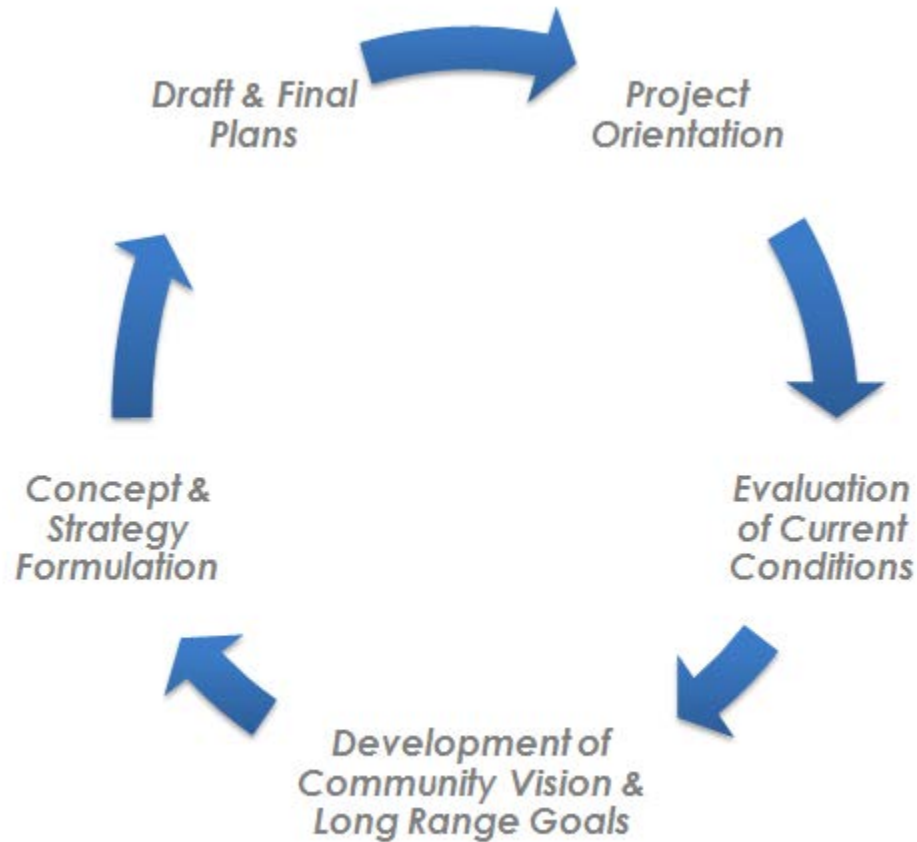 Draft & Final
Plans
Project
Orientation
Evaluation
of Current
Conditions
Development of
Community Vision &
Long Range Goals
Concept &
Strategy
Formulation